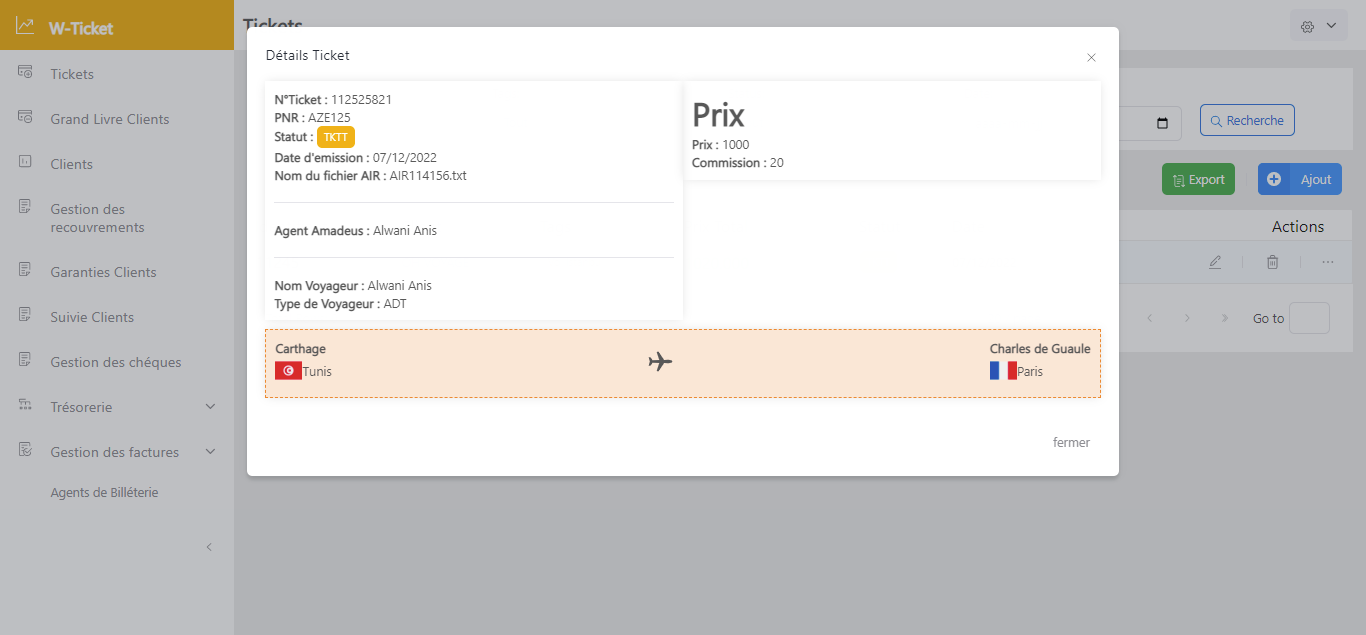 W-Ticket
Tickets
Tickets
Grand Livre Clients
Clients
Gestion des
recouvrements
Garanties Clients
Suivie Clients
Gestion des chéques
Trésorerie
Gestion des factures
Agents de Billéterie
Détails Ticket
N°Ticket : 112525821
PNR : AZE125
Statut : TKTT
Date d'emission : 07/12/2022
Nom du fichier AIR : AIR114156.txt
Agent Amadeus : Alwani Anis
Nom Voyageur : Alwani Anis
Type de Voyageur : ADT
Prix
Prix : 1000
Commission : 20
Carthage
Tunis
Charles de Guaule
Paris
fermer
Recherche
Export
Ajout
Actions
Go to